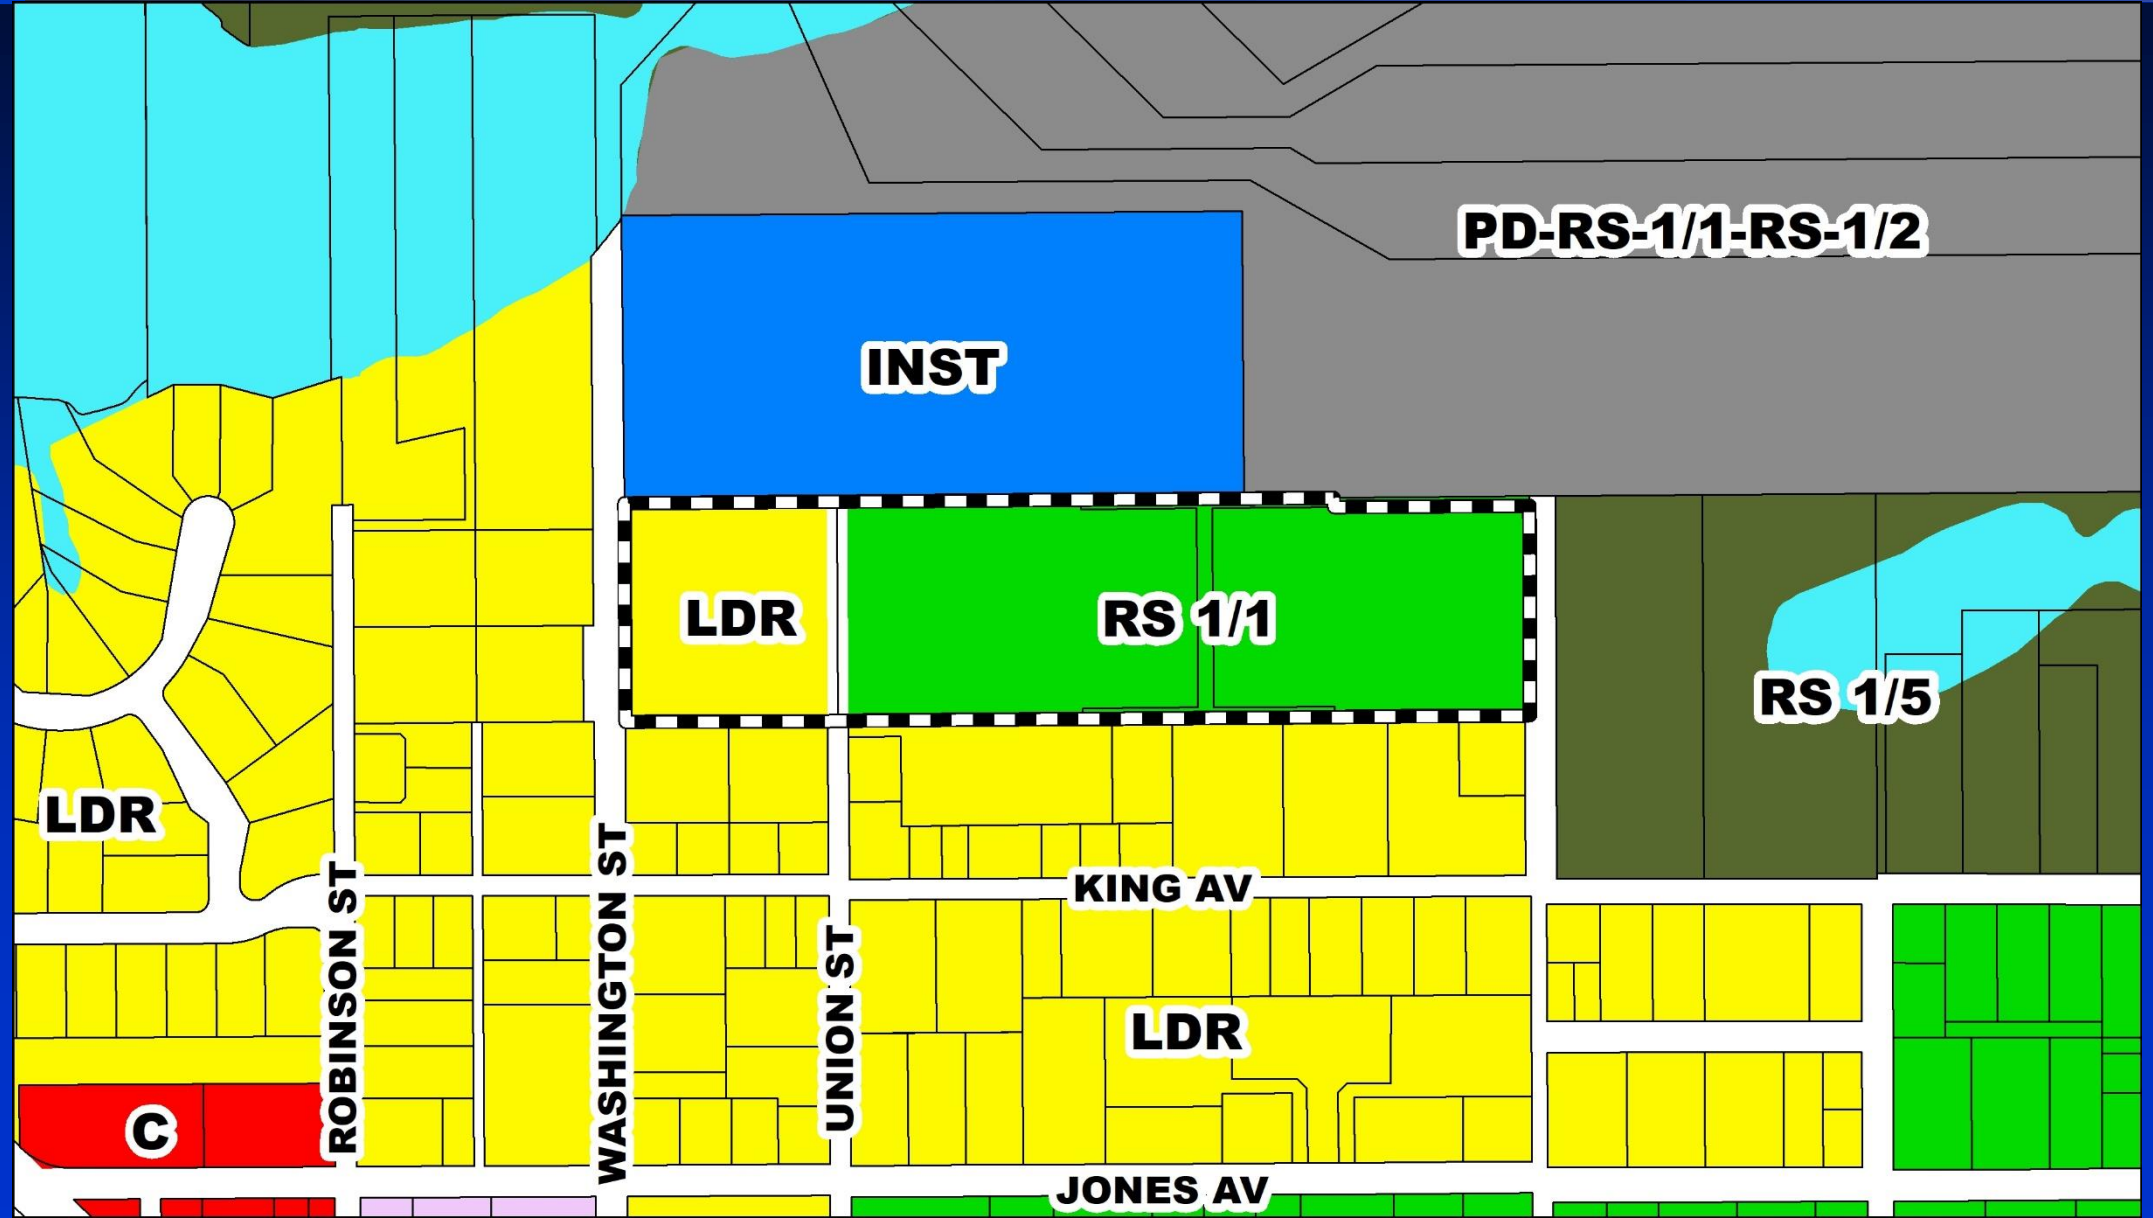 PD-RS-1/1-RS-1/2
INST
LDR
RS 1/1
RS 1/5
LDR
KING AV
ROBINSON ST
WASHINGTON ST
UNION ST
LDR
C
JONES AV